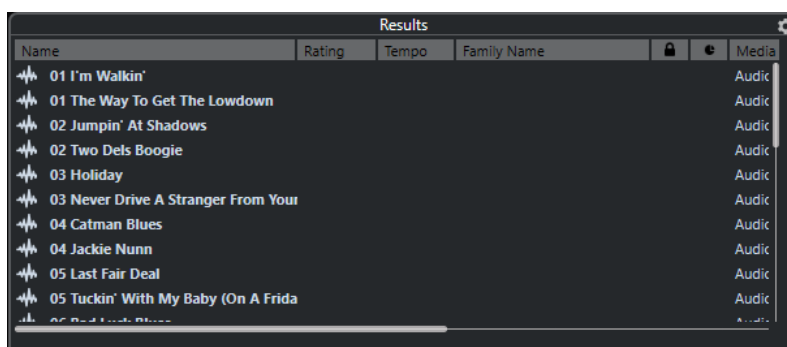 Results
Name Rating Tempo Family Name Media
01 I'm Walkin' Audic
01 The Way To Get The Lowdown Audic
02 Jumpin' At Shadows Audic
02 Two Dels Boogie Audic
03 Holiday Audic
03 Never Drive A Stranger From Your Audic
04 Catman Blues Audic
04 Jackie Nunn Audic
05 Last Fair Deal Audic
05 Tuckin' With My Baby (On A Frida Audic